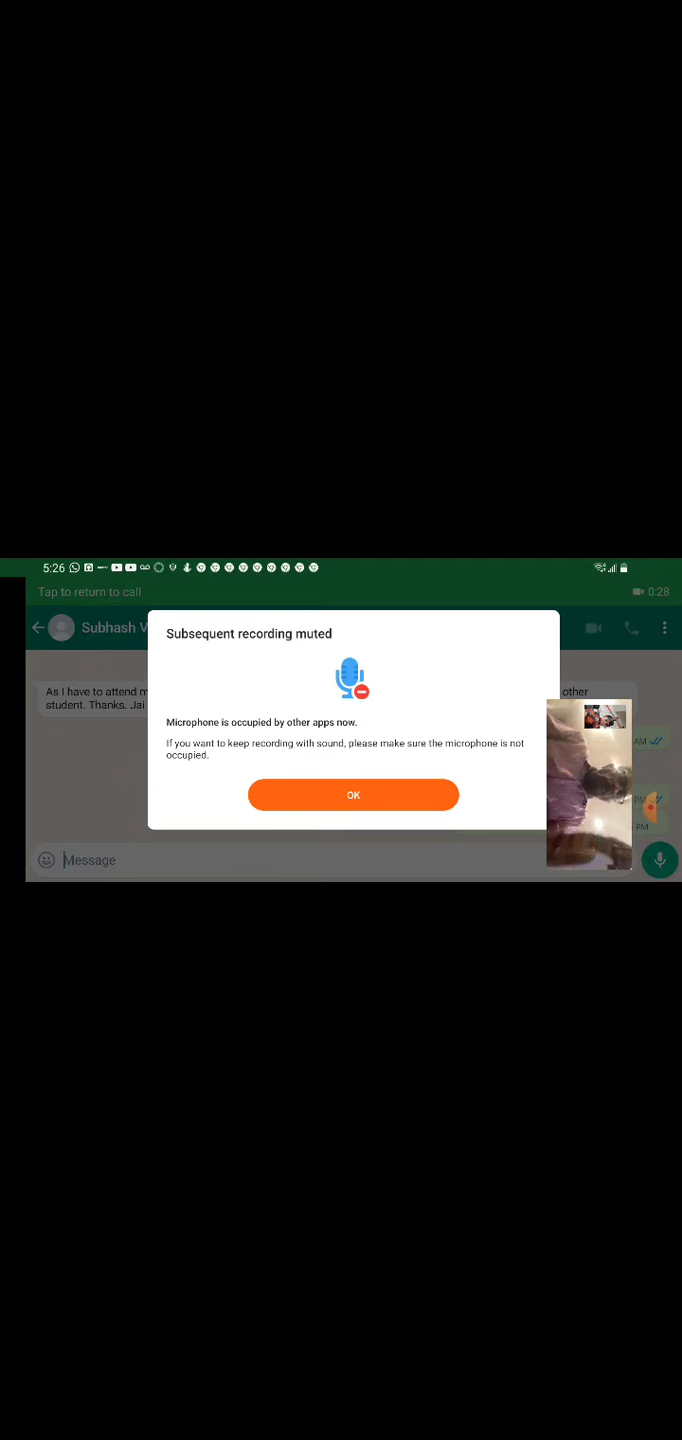 5:26
Tap to return to call
0:28
Subhash V
Subsequent recording muted
As I have to attend m
other
student. Thanks. Jai
Microphone is occupied by other apps now.
AM
If you want to keep recording with sound, please make sure the microphone is not
occupied.
PM
OK
PM
Message